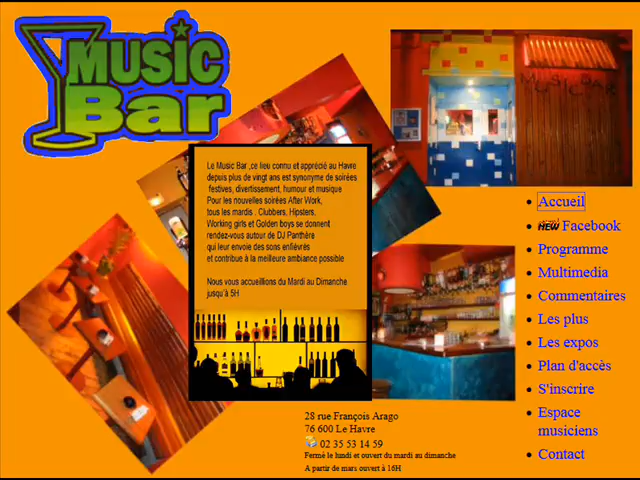 MUSIC
Bar
MUSIC BAR
Le Music Bar ,ce lieu connu et apprécié au Havre
depuis plus de vingt ans est synonyme de soirées
festives, divertissement, humour et musique
Pour les nouvelles soirées After Work,
tous les mardis . Clubbers, Hipsters,
Working girls et Golden boys se donnent
rendez-vous autour de DJ Panthère
qui leur envoie des sons enfiévrés
et contribue à la meilleure ambiance possible
Nous vous accueillions du Mardi au Dimanche
jusqu'à 5H
Accueil
NEW Facebook
Programme
Multimedia
Commentaires
Les plus
Les expos
Plan d'accès
S'inscrire
Espace
musiciens
Contact
28 rue François Arago
76 600 Le Havre
02 35 53 14 59
Fermé le lundi et ouvert du mardi au dimanche
A partir de mars ouvert à 16H